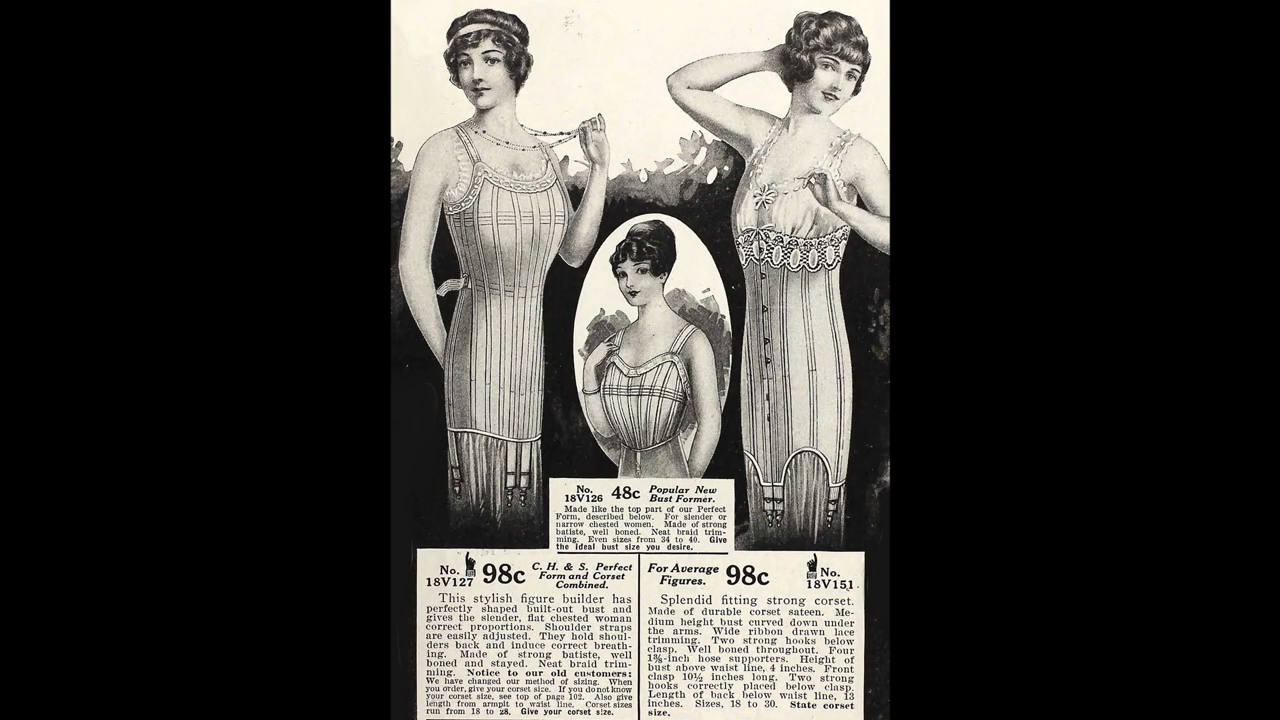 No. 18V126 48c Popular New Bust Former.
Made like the top part of our Perfect
Form, described below. For slender or
narrow chested women. Made of strong
batiste, well boned. Neat braid trim-
ming. Even sizes from 34 to 40. Give
the ideal bust size you desire.
No. 18V127 98c C. H. & S. Perfect
Form and Corset
Combined.
This stylish figure builder has
perfectly shaped built-out bust and
gives the slender, flat chested woman
correct proportions. Shoulder straps
are easily adjusted. They hold shoul-
ders back and induce correct breath-
ing. Made of strong batiste, well
boned and stayed. Neat braid trim-
ming. Notice to our old customers:
We have changed our method of sizing. When
you order, give your corset size. If you do not know
your corset size, see top of page 102. Also give
length from armpit to waist line. Corset sizes
run from 18 to 28. Give your corset size.
For Average
Figures. 98c No. 18V151.
Splendid fitting strong corset.
Made of durable corset sateen. Me-
dium height bust curved down under
the arms. Wide ribbon drawn lace
trimming. Two strong hooks below
clasp. Well boned throughout. Four
1⅜-inch hose supporters. Height of
bust above waist line, 4 inches. Front
clasp 10½ inches long. Two strong
hooks correctly placed below clasp.
Length of back below waist line, 13
inches. Sizes, 18 to 30. State corset
size.